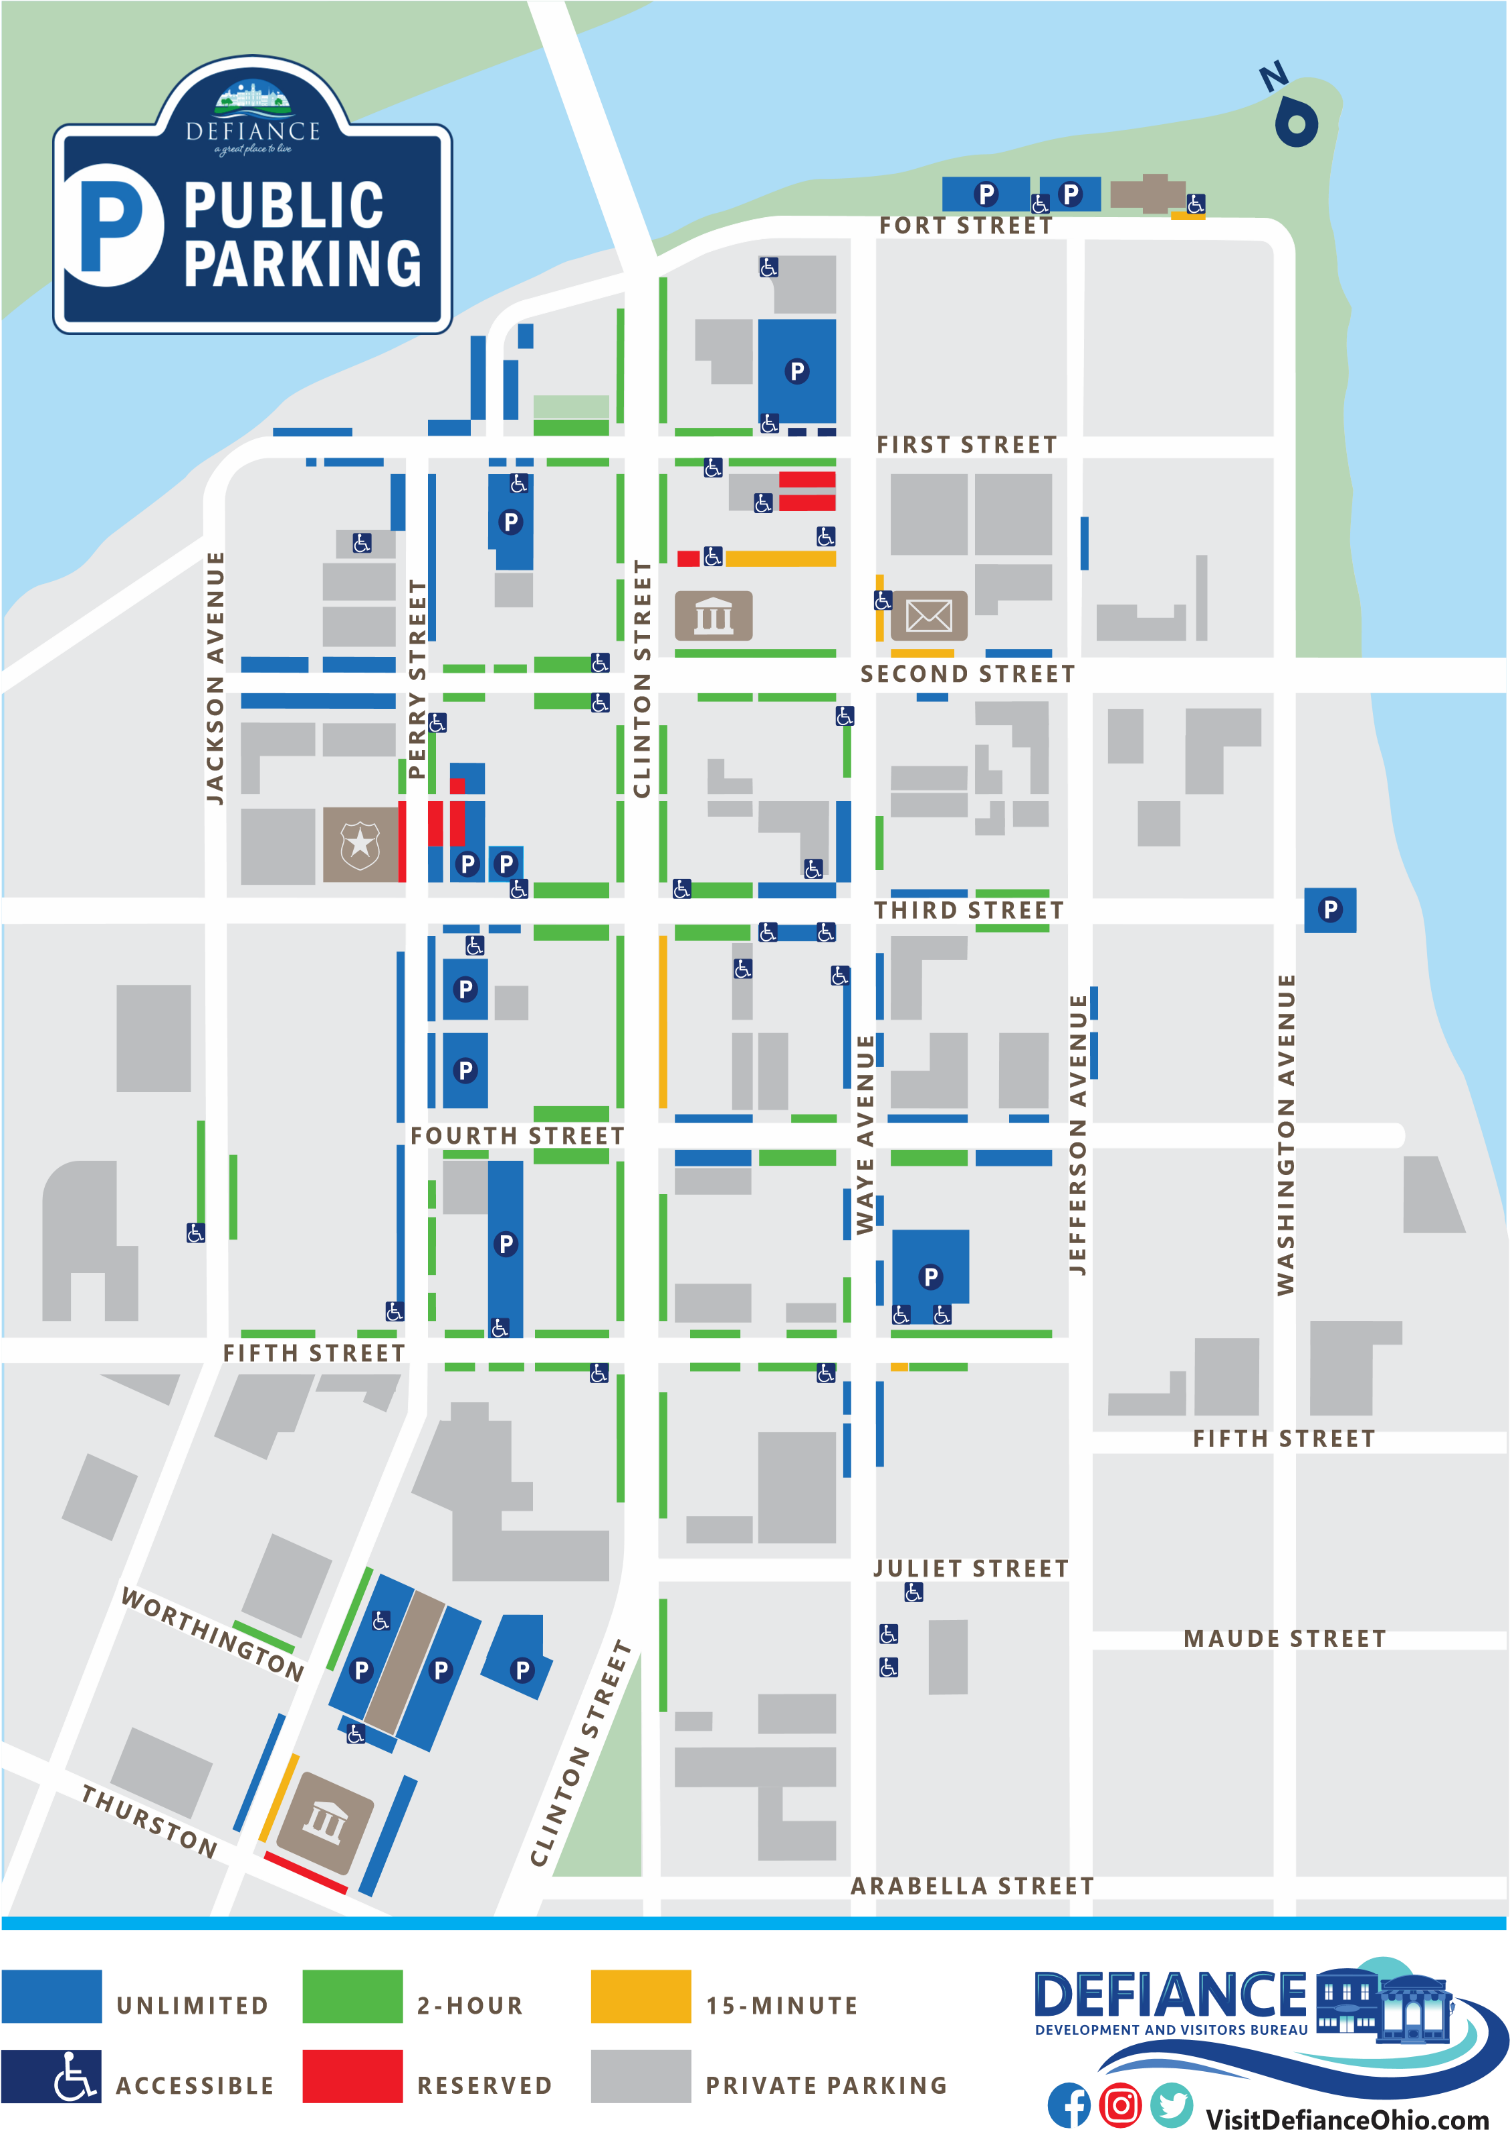 DEFIANCE
a great place to live
P PUBLIC
PARKING
N
P
P
FORT STREET
P
FIRST STREET
P
JACKSON AVENUE
PERRY STREET
CLINTON STREET
SECOND STREET
P
P
THIRD STREET
P
P
P
FOURTH STREET
WAYE AVENUE
JEFFERSON AVENUE
WASHINGTON AVENUE
P
P
FIFTH STREET
FIFTH STREET
JULIET STREET
WORTHINGTON
MAUDE STREET
P
P
P
CLINTON STREET
THURSTON
ARABELLA STREET
UNLIMITED
2-HOUR
15-MINUTE
ACCESSIBLE
RESERVED
PRIVATE PARKING
DEFIANCE
DEVELOPMENT AND VISITORS BUREAU
VisitDefianceOhio.com